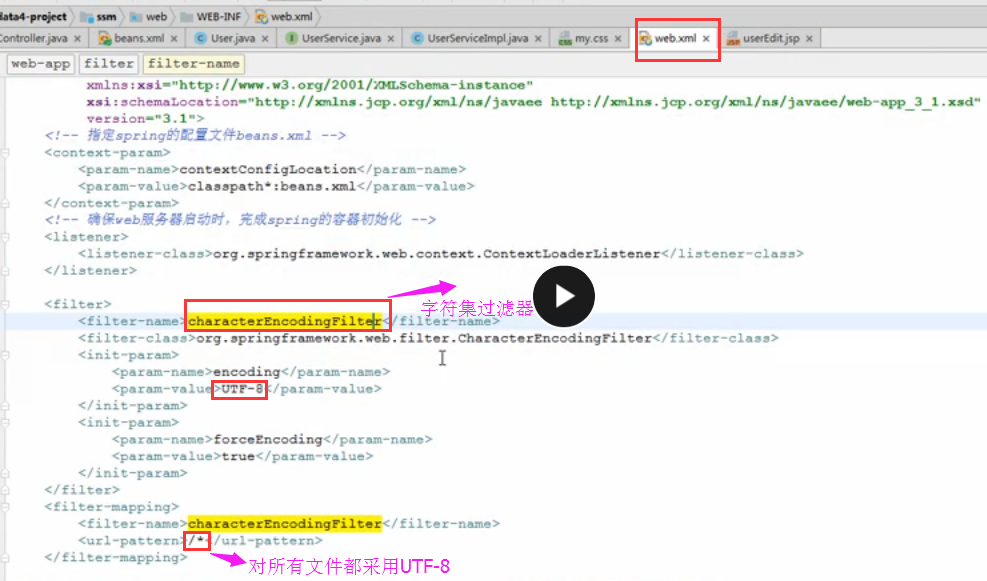 data4-project ssm web WEB-INF web.xml
Controller.java beans.xml User.java UserService.java UserServiceImpl.java my.css web.xml userEdit.jsp
web-app filter filter-name
xmlns:xsi="http://www.w3.org/2001/XMLSchema-instance"
xsi:schemaLocation="http://xmlns.jcp.org/xml/ns/javaee http://xmlns.jcp.org/xml/ns/javaee/web-app_3_1.xsd"
version="3.1">
<!-- 指定spring的配置文件beans.xml -->
<context-param>
<param-name>contextConfigLocation</param-name>
<param-value>classpath*:beans.xml</param-value>
</context-param>
<!-- 确保web服务器启动时，完成spring的容器初始化 -->
<listener>
<listener-class>org.springframework.web.context.ContextLoaderListener</listener-class>
</listener>
<filter>
字符集过滤器
<filter-name>characterEncodingFilter</filter-name>
<filter-class>org.springframework.web.filter.CharacterEncodingFilter</filter-class>
<init-param>
<param-name>encoding</param-name>
<param-value>UTF-8</param-value>
</init-param>
<init-param>
<param-name>forceEncoding</param-name>
<param-value>true</param-value>
</init-param>
</filter>
<filter-mapping>
<filter-name>characterEncodingFilter</filter-name>
<url-pattern>/*</url-pattern>
</filter-mapping>
对所有文件都采用UTF-8